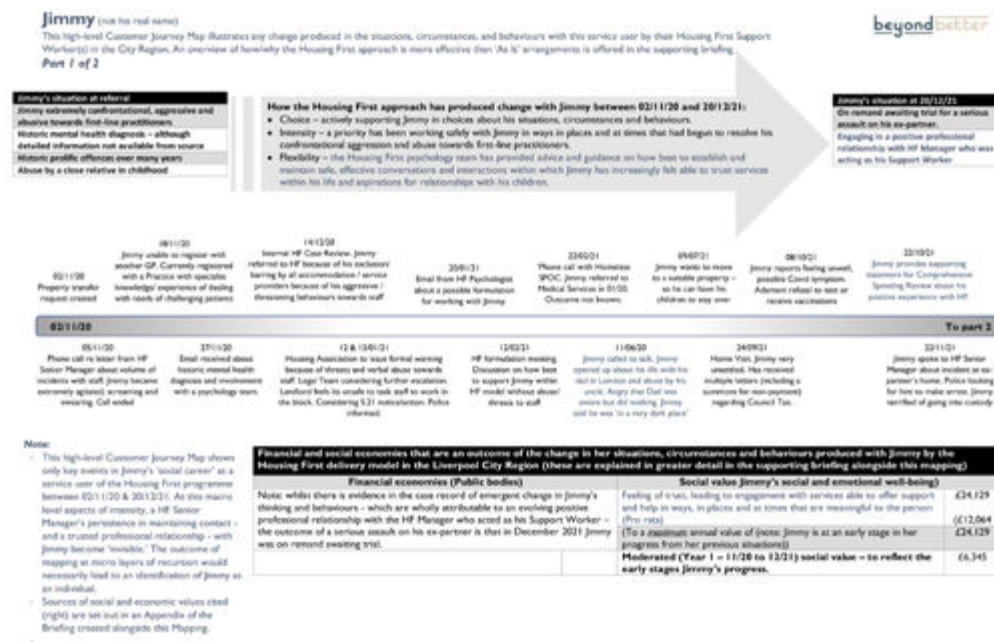 Jimmy (not his real name)
beyondbetter
This high-level Customer Journey Map illustrates any change produced in the situations, circumstances, and behaviours with this service user by their Housing First Support
Worker(s) in the City Region. An overview of how/why the Housing First approach is more effective than 'As Is' arrangements is offered in the supporting briefing.
Part 1 of 2
Jimmy's situation at referral
Jimmy extremely confrontational, aggressive and
abusive towards first-line practitioners
Historic mental health diagnosis – although
detailed information not available from source
Historic prolific offences over many years
Abuse by a close relative in childhood
How the Housing First approach has produced change with Jimmy between 02/11/20 and 20/12/21:
• Choice – actively supporting Jimmy in choices about his situations, circumstances and behaviours.
• Intensity – a priority has been working safely with Jimmy in ways in places and at times that had begun to resolve his
confrontational aggression and abuse towards first-line practitioners.
• Flexibility – the Housing First psychology team has provided advice and guidance on how best to establish and
maintain safe, effective conversations and interactions within which Jimmy has increasingly felt able to trust services
within his life and aspirations for relationships with his children.
Jimmy's situation at 20/12/21
On remand awaiting trial for a serious
assault on his ex-partner.
Engaging in a positive professional
relationship with HF Manager who was
acting as his Support Worker
02/11/20
Property transfer
request created
Jimmy unable to register with
another GP. Currently registered
with a Practice with specialist
knowledge/ experience of dealing
with needs of challenging patients
14/12/20
Internal HF Case Review. Jimmy
referred to HF because of his exclusion/
barring by all accommodation / service
providers because of his aggressive /
threatening behaviours towards staff
20/01/21
Email from HF Psychologist
about a possible formulation
for working with Jimmy
22/02/21
Phone call with Homeless
SPOC. Jimmy referred to
Medical Services in 01/20.
Outcome not known.
09/07/21
Jimmy wants to move
to a suitable property –
so he can have his
children to stay over
08/10/21
Jimmy reports feeling unwell,
possible Covid symptom.
Adamant refusal to test or
receive vaccinations
22/10/21
Jimmy provides supporting
statement for Comprehensive
Spending Review about his
positive experience with HF.
02/11/20
To part 2
05/11/20
Phone call re letter from HF
Senior Manager about volume of
incidents with staff. Jimmy became
extremely agitated; screaming and
swearing. Call ended
27/11/20
Email received about
historic mental health
diagnosis and involvement
with a psychology team.
12 & 13/01/21
Housing Association to issue formal warning
because of threats and verbal abuse towards
staff. Legal Team considering further escalation.
Landlord feels its unsafe to task staff to work in
the block. Considering S.21 notice/action. Police
informed.
12/02/21
HF formulation meeting.
Discussion on how best
to support Jimmy within
HF model without abuse/
threats to staff
11/06/20
Jimmy called to talk. Jimmy
opened up about his life with his
dad in London and abuse by his
uncle. Angry that Dad was
aware but did nothing. Jimmy
said he was 'in a very dark place'
24/09/21
Home Visit. Jimmy very
unsettled. Has received
multiple letters (including a
summons for non-payment)
regarding Council Tax.
22/11/21
Jimmy spoke to HF Senior
Manager about incident at ex-
partner's home. Police looking
for him to make arrest. Jimmy
terrified of going into custody
Note:
- This high-level Customer Journey Map shows
only key events in Jimmy's 'social career' as a
service user of the Housing First programme
between 02/11/20 & 20/12/21. At this macro
level aspects of intensity, a HF Senior
Manager's persistence in maintaining contact -
and a trusted professional relationship - with
Jimmy become 'invisible.' The outcome of
mapping at micro layers of recursion would
necessarily lead to an identification of Jimmy as
an individual.
- Sources of social and economic values cited
(right) are set out in an Appendix of the
Briefing created alongside this Mapping.
Financial and social economies that are an outcome of the change in her situations, circumstances and behaviours produced with Jimmy by the
Housing First delivery model in the Liverpool City Region (these are explained in greater detail in the supporting briefing alongside this mapping)
Financial economies (Public bodies)
Note: whilst there is evidence in the case record of emergent change in Jimmy's
thinking and behaviours - which are wholly attributable to an evolving positive
professional relationship with the HF Manager who acted as his Support Worker –
the outcome of a serious assault on his ex-partner is that in December 2021 Jimmy
was on remand awaiting trial.
Social value Jimmy's social and emotional well-being)
Feeling of trust, leading to engagement with services able to offer support
and help in ways, in places and at times that are meaningful to the person
(Pro rata)
£24,129
(£12,064
(To a maximum annual value of (note: Jimmy is at an early stage in her
progress from her previous situations))
£24,129
Moderated (Year 1 – 11/20 to 12/21) social value – to reflect the
early stages Jimmy's progress.
£6,345